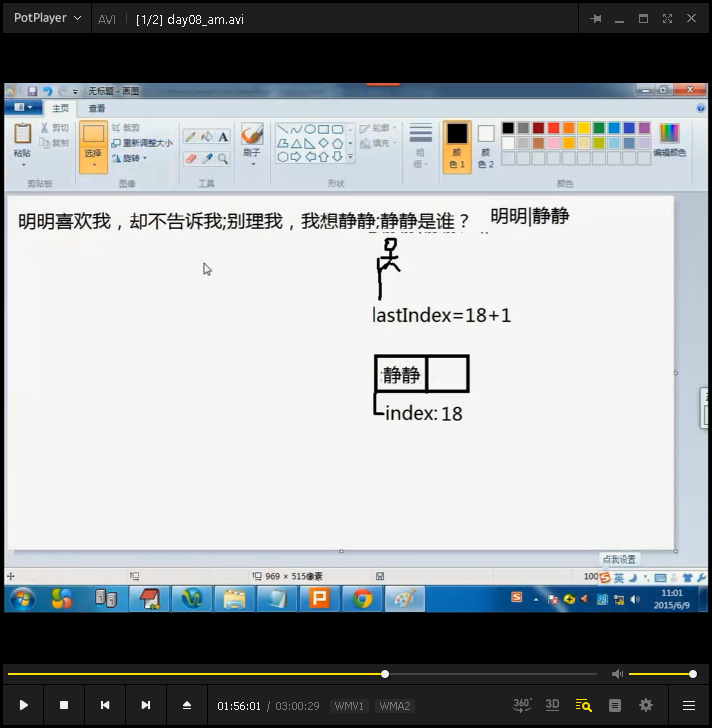 PotPlayer AVI [1/2] day08_am.avi
无标题 - 画图
主页 查看
粘贴 剪切 复制 选择 裁剪 重新调整大小 旋转 A 刷子 轮廓 填充 粗细 颜色 1 颜色 2 编辑颜色
剪贴板 图像 工具 形状 颜色
明明喜欢我，却不告诉我;别理我，我想静静;静静是谁？ 明明|静静
lastIndex=18+1
静静
index: 18
点我设置
969 × 515像素 100 英
11:01
2015/6/9
01:56:01 / 03:00:29 WMV1 WMA2 360° 3D